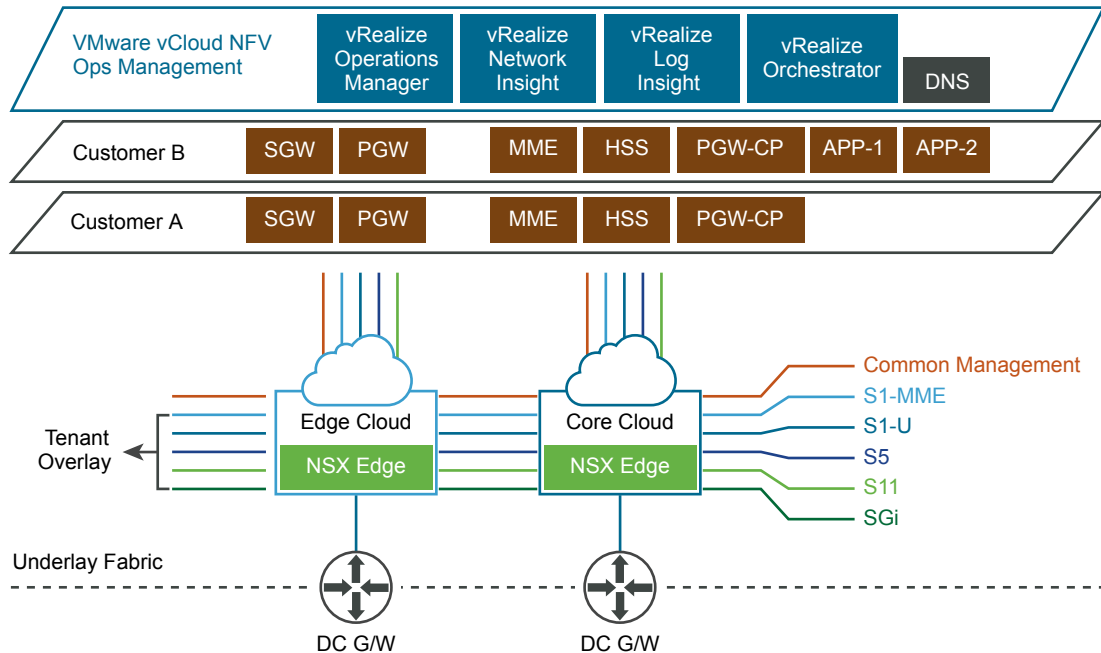 VMware vCloud NFV
Ops Management
vRealize
Operations
Manager
vRealize
Network
Insight
vRealize
Log
Insight
vRealize
Orchestrator
DNS
Customer B
SGW
PGW
MME
HSS
PGW-CP
APP-1
APP-2
Customer A
SGW
PGW
MME
HSS
PGW-CP
Common Management
S1-MME
S1-U
S5
S11
SGi
Tenant
Overlay
Edge Cloud
NSX Edge
Core Cloud
NSX Edge
Underlay Fabric
DC G/W
DC G/W